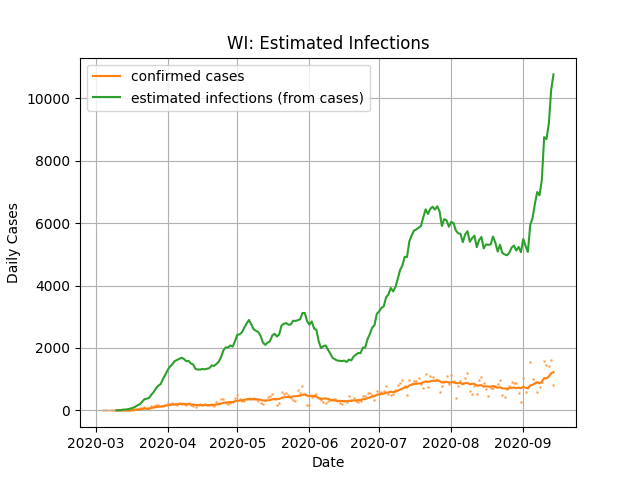 WI: Estimated Infections
confirmed cases
estimated infections (from cases)
10000
8000
6000
4000
2000
0
Daily Cases
2020-03 2020-04 2020-05 2020-06 2020-07 2020-08 2020-09
Date